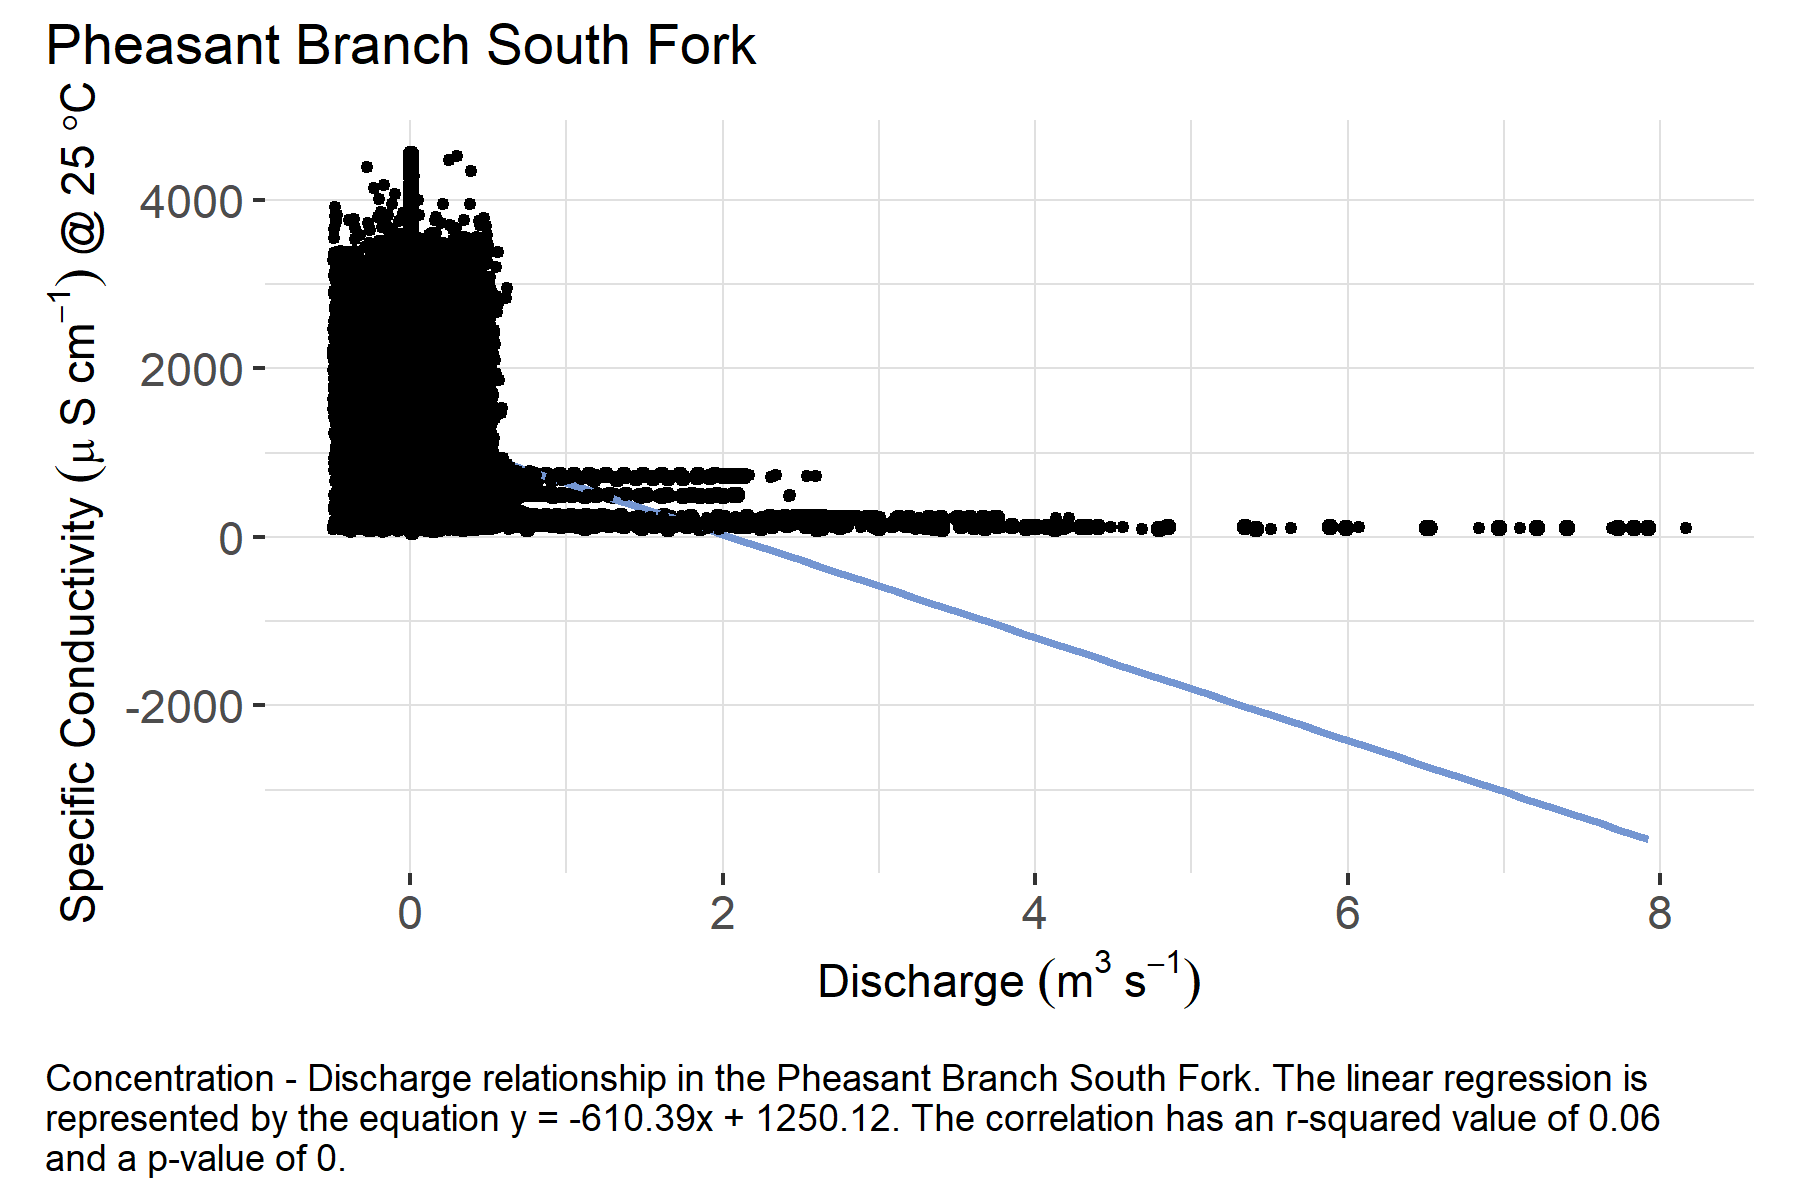 Pheasant Branch South Fork
Specific Conductivity (μ S cm⁻¹) @ 25 °C
4000
2000
0
-2000
0 2 4 6 8
Discharge (m³ s⁻¹)
Concentration - Discharge relationship in the Pheasant Branch South Fork. The linear regression is
represented by the equation y = -610.39x + 1250.12. The correlation has an r-squared value of 0.06
and a p-value of 0.